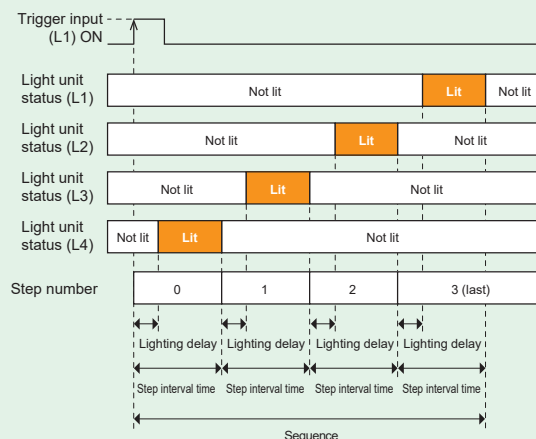 Trigger input
(L1) ON
Light unit
status (L1)
Not lit
Lit
Not lit
Light unit
status (L2)
Not lit
Lit
Not lit
Light unit
status (L3)
Not lit
Lit
Not lit
Light unit
status (L4)
Not lit
Lit
Not lit
Step number
0
1
2
3 (last)
Lighting delay
Lighting delay
Lighting delay
Lighting delay
Step interval time
Step interval time
Step interval time
Step interval time
Sequence